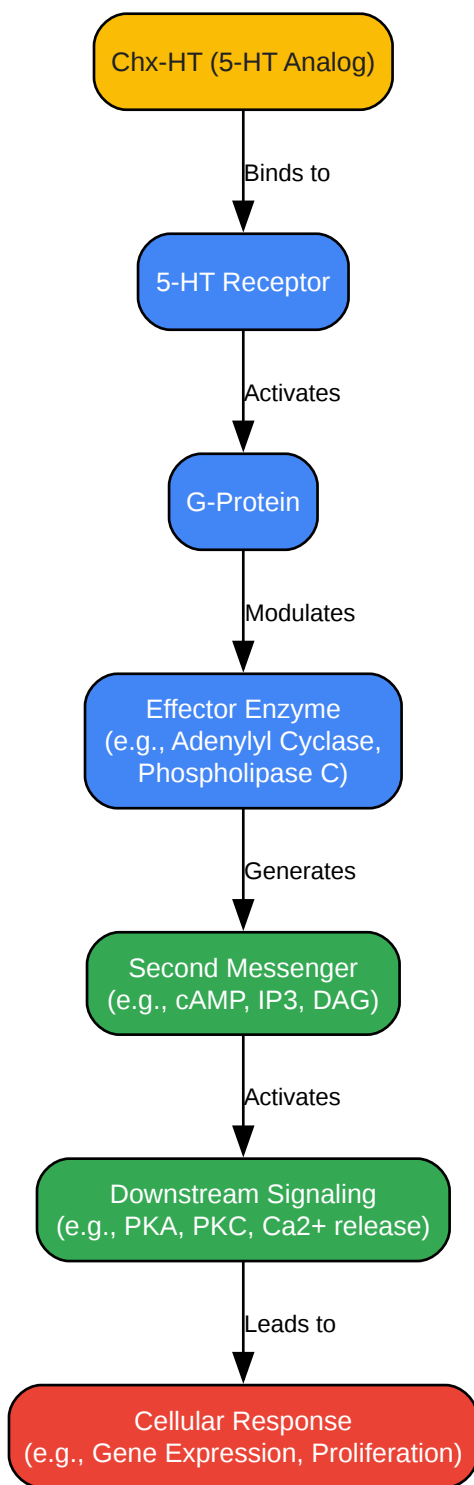 Chx-HT (5-HT Analog)
Binds to
5-HT Receptor
Activates
G-Protein
Modulates
Effector Enzyme
(e.g., Adenylyl Cyclase,
Phospholipase C)
Generates
Second Messenger
(e.g., cAMP, IP3, DAG)
Activates
Downstream Signaling
(e.g., PKA, PKC, Ca2+ release)
Leads to
Cellular Response
(e.g., Gene Expression, Proliferation)